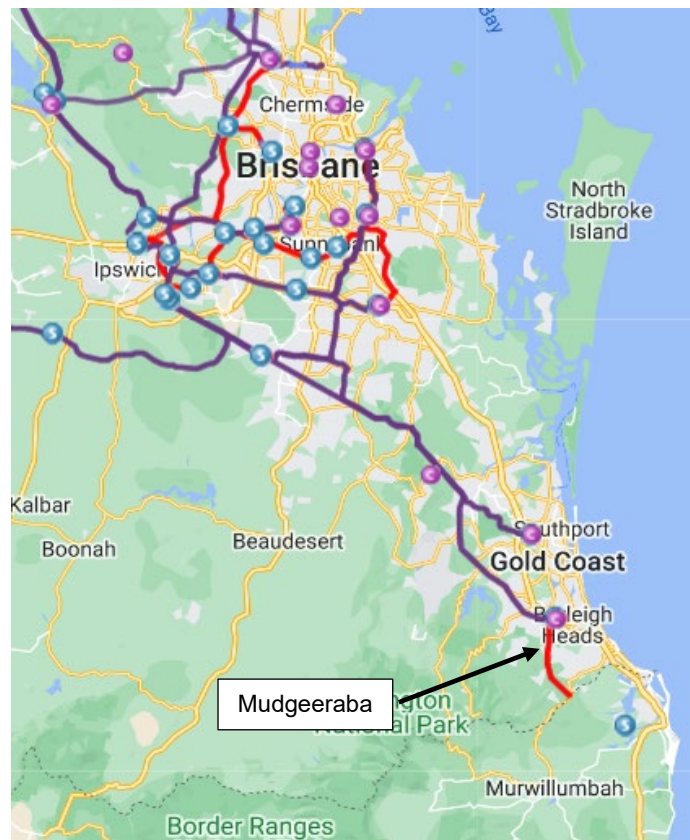 Bay
Chermside
Brisbane
North
Stradbroke
Island
Sunnybank
Ipswich
Kalbar
Boonah
Beaudesert
Southport
Gold Coast
Burleigh
Heads
Mudgeeraba
National Park
Murwillumbah
Border Ranges